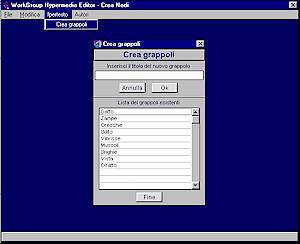 WorkGroup Hypermedia Editor - Crea Nodi
File Modifica Ipertesto Autori
Crea grappoli
Crea grappoli
Crea grappoli
Inserisci il titolo del nuovo grappolo
Annulla Ok
Lista dei grappoli esistenti
Gatto
Zampe
Orecchie
Udito
Vibrisse
Muscoli
Unghie
Vista
Olfatto
Fine